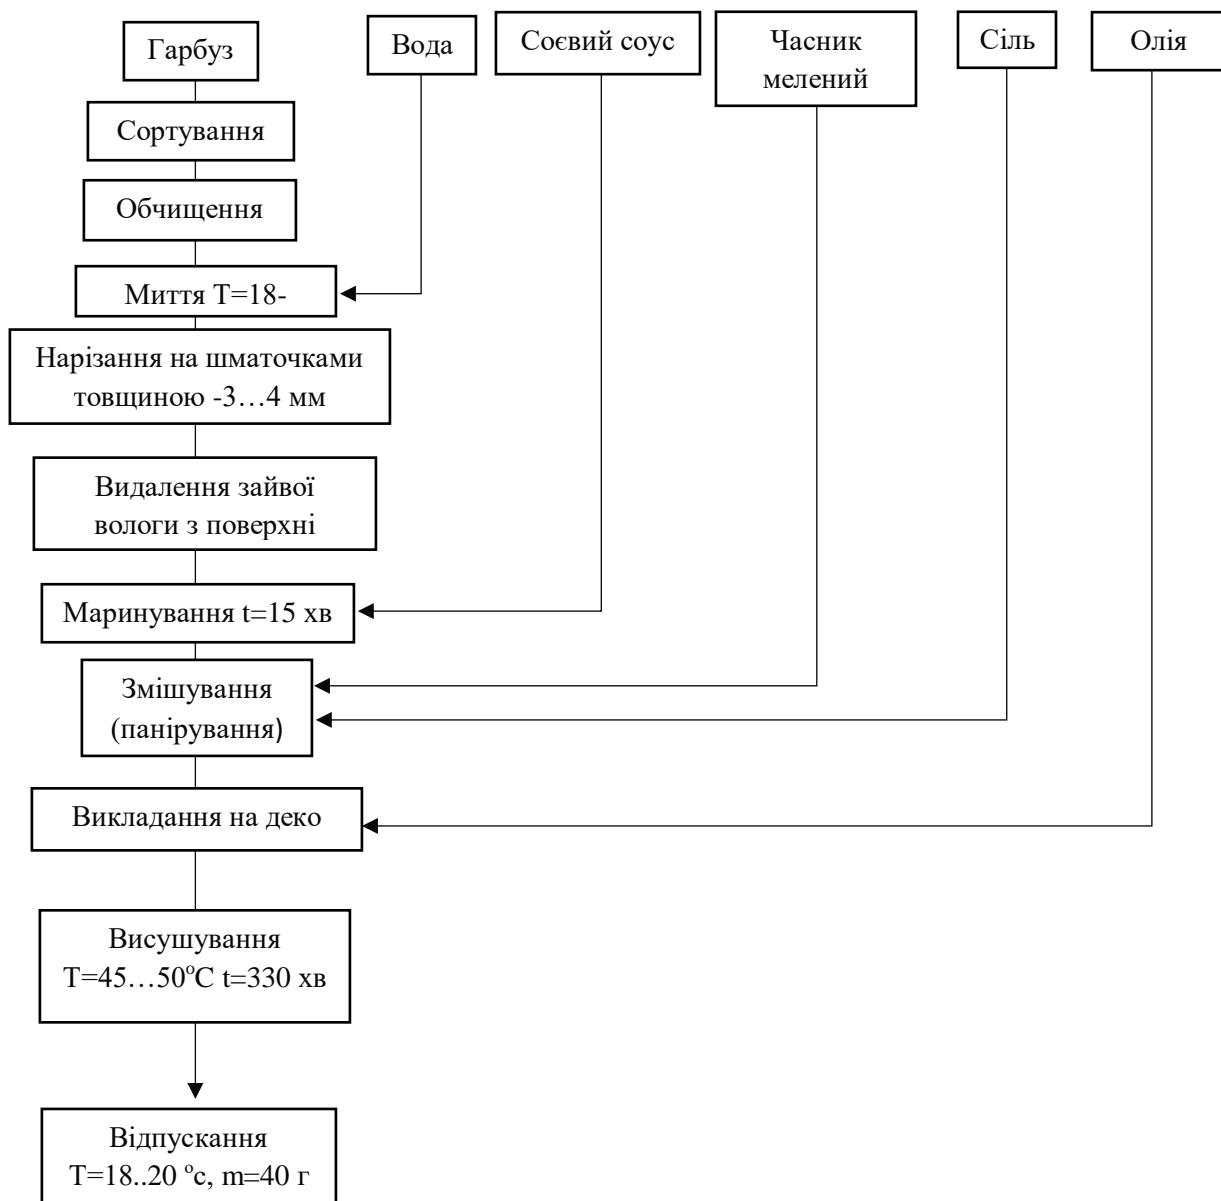 Гарбуз
Вода
Соєвий соус
Часник
мелений
Сіль
Олія
Сортування
Обчищення
Миття Т=18-
Нарізання на шматочками
товщиною -3…4 мм
Видалення зайвої
вологи з поверхні
Маринування t=15 хв
Змішування
(панірування)
Викладання на деко
Висушування
Т=45…50°С t=330 хв
Відпускання
Т=18..20 °с, m=40 г